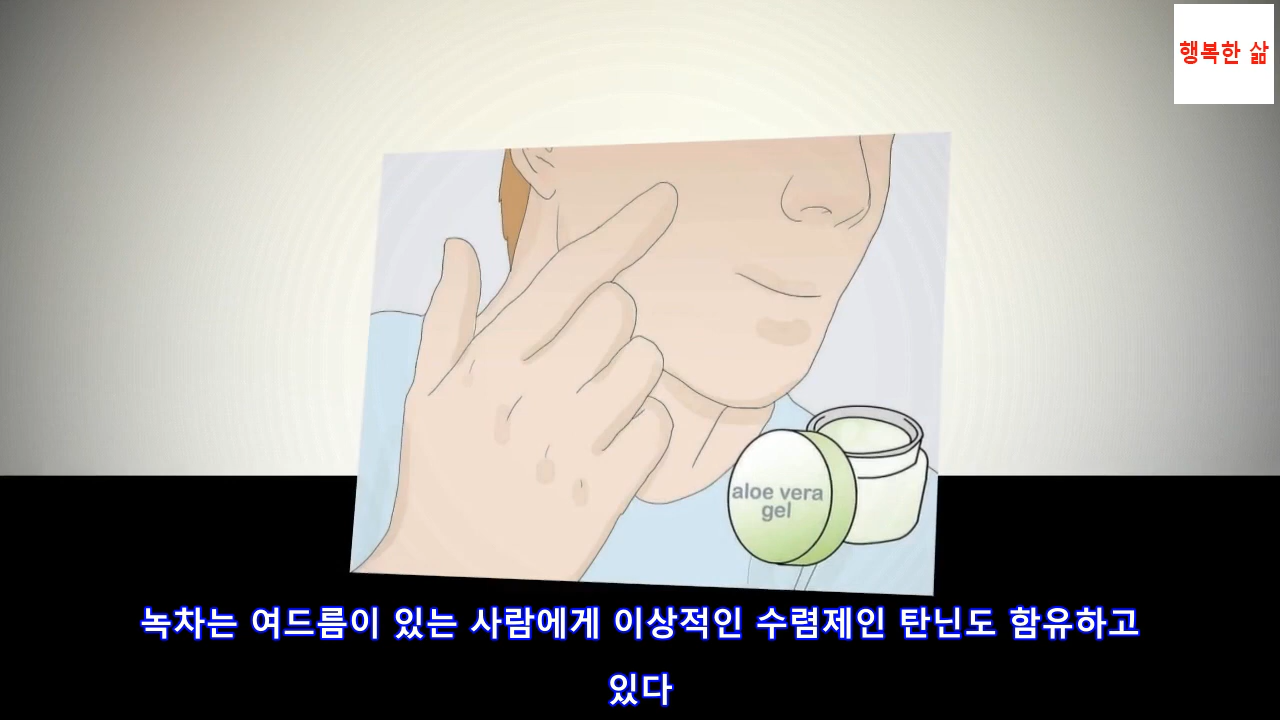 행복한 삶
aloe vera
gel
녹차는 여드름이 있는 사람에게 이상적인 수렴제인 탄닌도 함유하고
있다